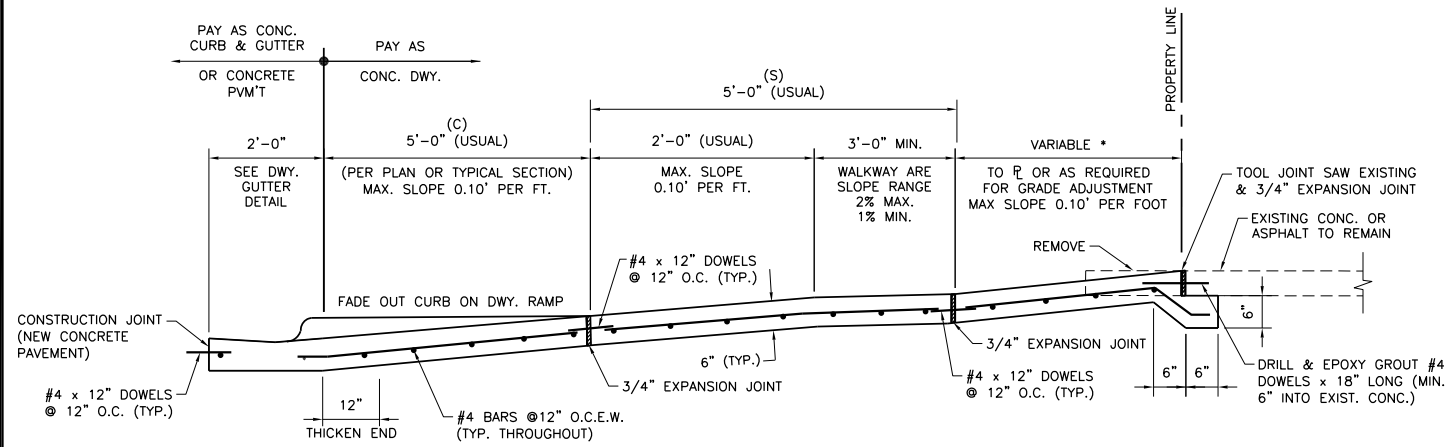 PAY AS CONC.
CURB & GUTTER
OR CONCRETE
PVM'T
PAY AS
CONC. DWY.
(S)
5'-0" (USUAL)
PROPERTY LINE
2'-0"
SEE DWY.
GUTTER
DETAIL
(C)
5'-0" (USUAL)
(PER PLAN OR TYPICAL SECTION)
MAX. SLOPE 0.10' PER FT.
2'-0" (USUAL)
MAX. SLOPE
0.10' PER FT.
3'-0" MIN.
WALKWAY ARE
SLOPE RANGE
2% MAX.
1% MIN.
VARIABLE *
TO PL OR AS REQUIRED
FOR GRADE ADJUSTMENT
MAX SLOPE 0.10' PER FOOT
TOOL JOINT SAW EXISTING
& 3/4" EXPANSION JOINT
EXISTING CONC. OR
ASPHALT TO REMAIN
REMOVE
#4 x 12" DOWELS
@ 12" O.C. (TYP.)
FADE OUT CURB ON DWY. RAMP
CONSTRUCTION JOINT
(NEW CONCRETE
PAVEMENT)
#4 x 12" DOWELS
@ 12" O.C. (TYP.)
12"
THICKEN END
#4 BARS @12" O.C.E.W.
(TYP. THROUGHOUT)
3/4" EXPANSION JOINT
6" (TYP.)
3/4" EXPANSION JOINT
#4 x 12" DOWELS
@ 12" O.C. (TYP.)
6"
6" 6"
DRILL & EPOXY GROUT #4
DOWELS x 18" LONG (MIN.
6" INTO EXIST. CONC.)